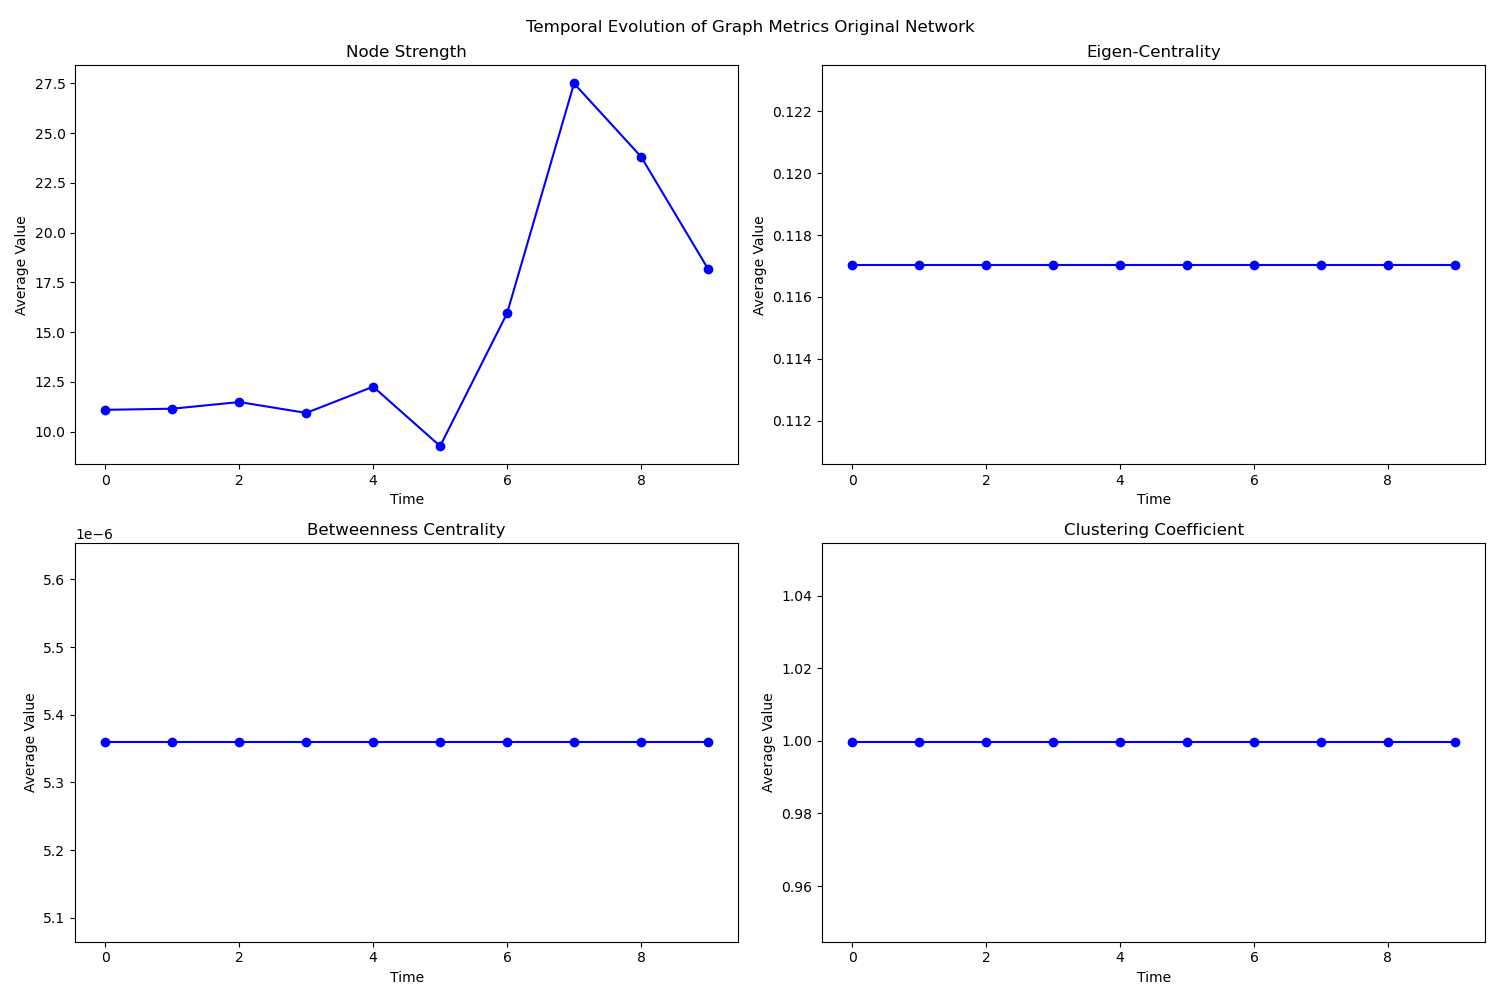 Temporal Evolution of Graph Metrics Original Network
Node Strength
27.5
25.0
22.5
20.0
17.5
15.0
12.5
10.0
Average Value
0 2 4 6 8
Time
Eigen-Centrality
0.122
0.120
0.118
0.116
0.114
0.112
Average Value
0 2 4 6 8
Time
Betweenness Centrality
1e−6
5.6
5.5
5.4
5.3
5.2
5.1
Average Value
0 2 4 6 8
Time
Clustering Coefficient
1.04
1.02
1.00
0.98
0.96
Average Value
0 2 4 6 8
Time